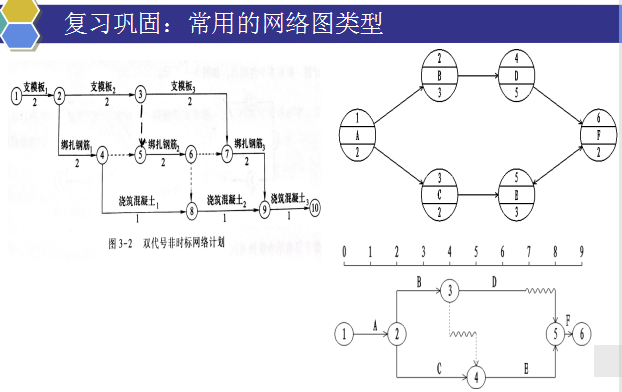 复习巩固：常用的网络图类型
支模板1 支模板2 支模板3
① ② ③
2 2 2
绑扎钢筋1 绑扎钢筋2 绑扎钢筋3
④ ⑤ ⑥ ⑦
2 2 2
浇筑混凝土1 浇筑混凝土2 浇筑混凝土3
⑧ ⑨ ⑩
1 1 1
图 3-2 双代号非时标网络计划
2 4
B D
3 5
1 6
A F
2 2
3 5
C E
2 3
0 1 2 3 4 5 6 7 8 9
B 3 D
1 A 2 5 F 6
C 4 E